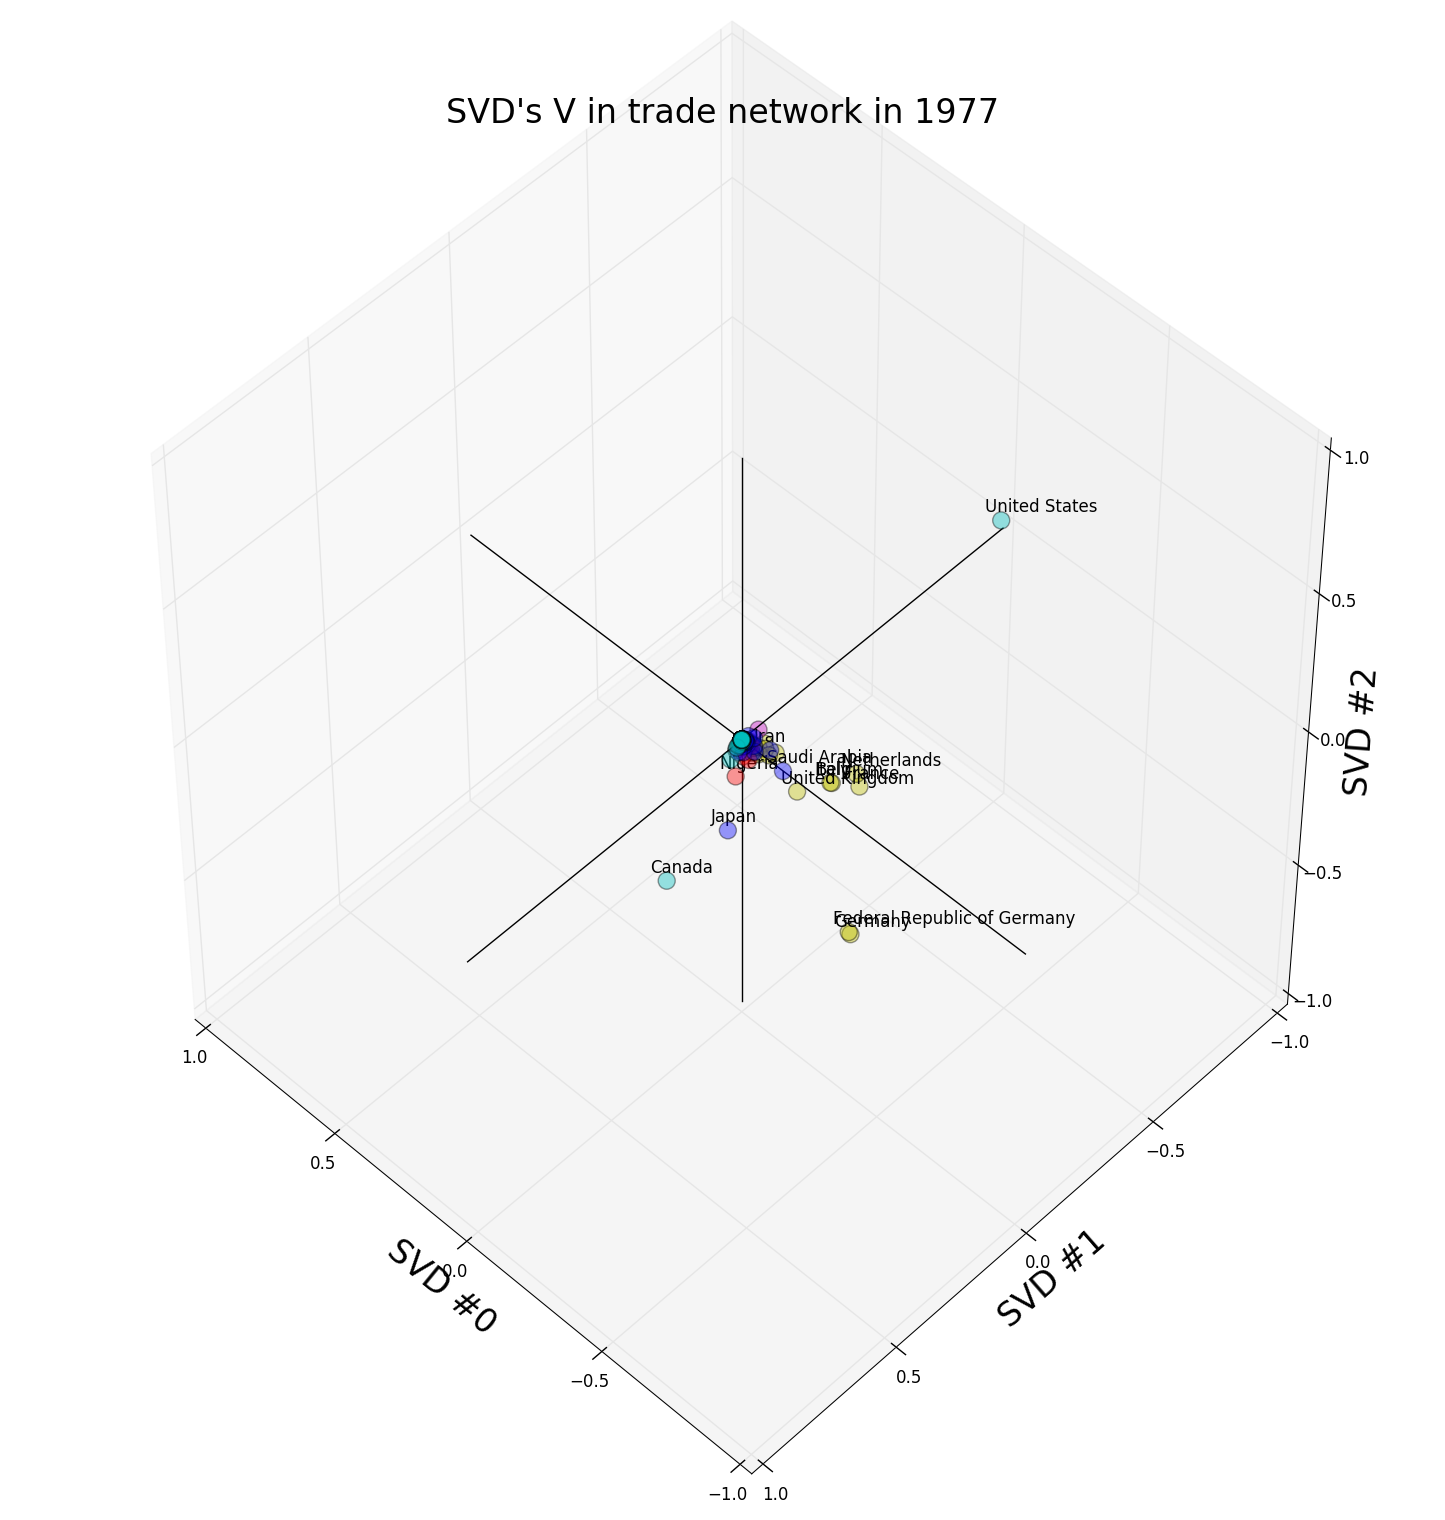 SVD's V in trade network in 1977
United States
Iran
Saudi Arabia
Netherlands
Nigeria
Italy
Belgium
France
United Kingdom
Japan
Canada
Federal Republic of Germany
Germany
1.0
0.5
0.0
−0.5
−1.0
SVD #2
1.0
0.5
0.0
−0.5
−1.0
SVD #0
−1.0
−0.5
0.0
0.5
1.0
SVD #1